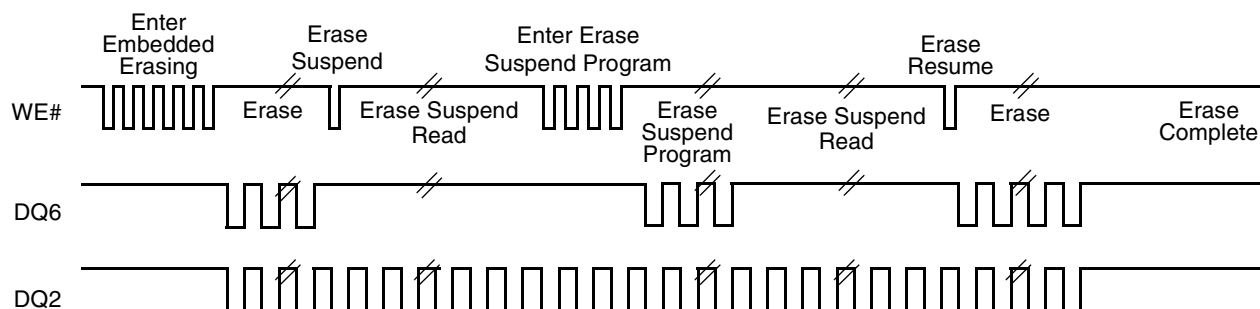 Enter
Embedded
Erasing
Erase
Suspend
Enter Erase
Suspend Program
Erase
Resume
WE#
Erase
Erase Suspend
Read
Erase
Suspend
Program
Erase Suspend
Read
Erase
Erase
Complete
DQ6
DQ2